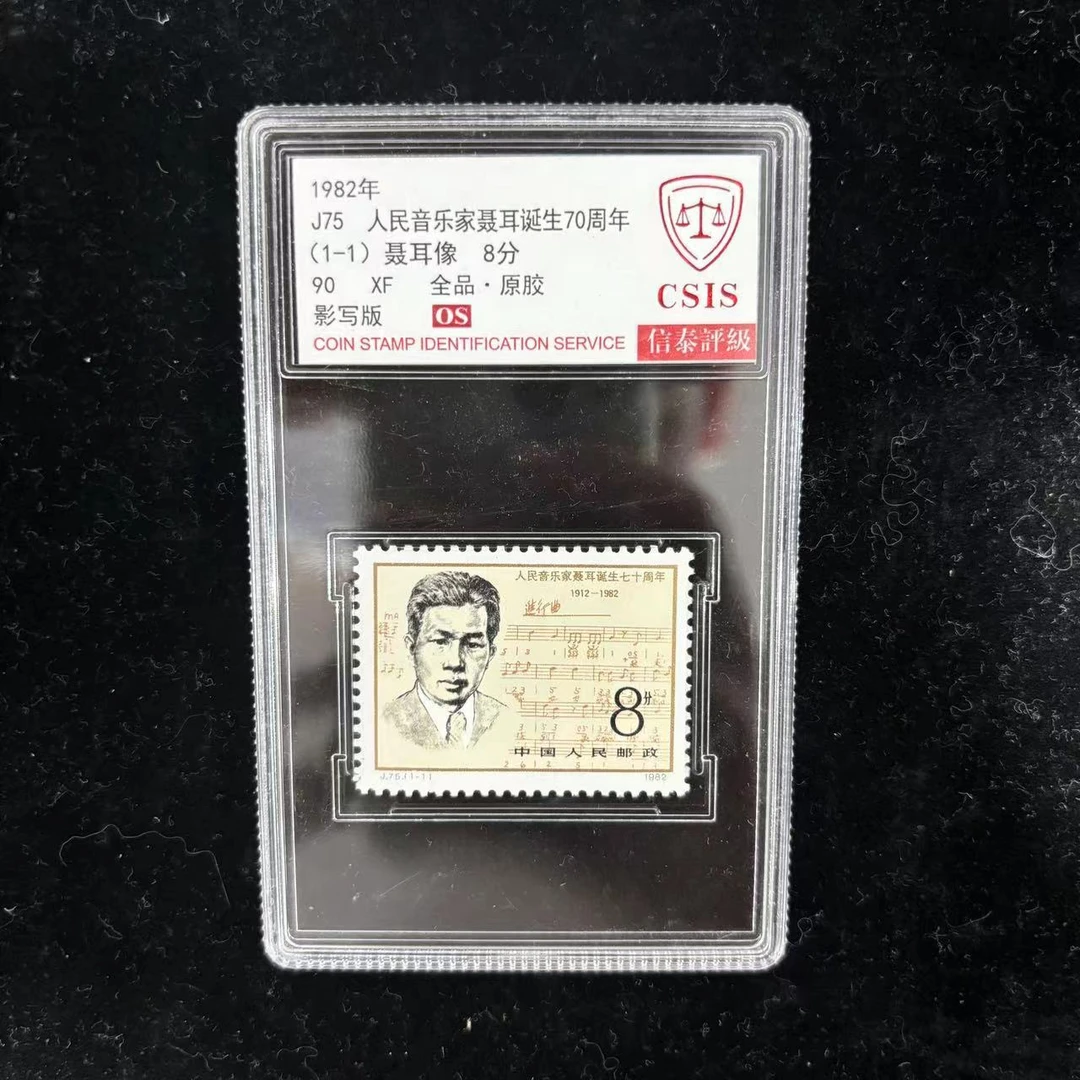 1982年
J75 人民音乐家聂耳诞生70周年
(1-1) 聂耳像 8分
90 XF 全品·原胶
影写版 OS
COIN STAMP IDENTIFICATION SERVICE
CSIS
信泰評級
人民音乐家聂耳诞生七十周年
1912—1982
進行曲
8分
中国人民邮政
J.75.(1-1)
1982